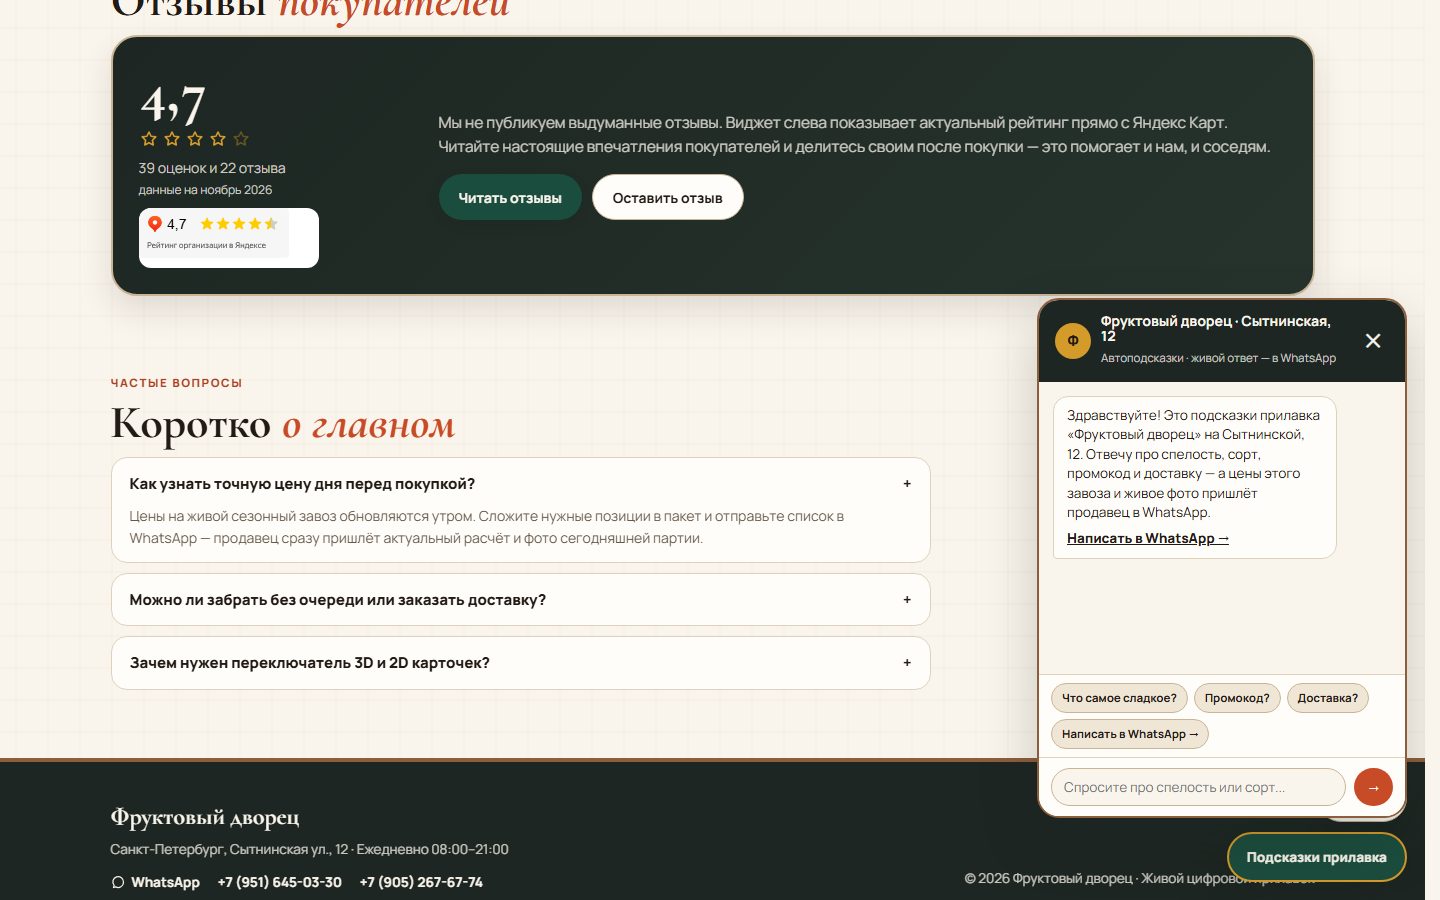 Отзывы покупателей
4,7
39 оценок и 22 отзыва
данные на ноябрь 2026
4,7
Рейтинг организации в Яндексе
Мы не публикуем выдуманные отзывы. Виджет слева показывает актуальный рейтинг прямо с Яндекс Карт.
Читайте настоящие впечатления покупателей и делитесь своим после покупки — это помогает и нам, и соседям.
Читать отзывы
Оставить отзыв
ЧАСТЫЕ ВОПРОСЫ
Коротко о главном
Как узнать точную цену дня перед покупкой?
+
Цены на живой сезонный завоз обновляются утром. Сложите нужные позиции в пакет и отправьте список в
WhatsApp — продавец сразу пришлёт актуальный расчёт и фото сегодняшней партии.
Можно ли забрать без очереди или заказать доставку?
+
Зачем нужен переключатель 3D и 2D карточек?
+
Ф
Фруктовый дворец · Сытнинская,
12
Автоподсказки · живой ответ — в WhatsApp
✕
Здравствуйте! Это подсказки прилавка
«Фруктовый дворец» на Сытнинской,
12. Отвечу про спелость, сорт,
промокод и доставку — а цены этого
завоза и живое фото пришлёт
продавец в WhatsApp.
Написать в WhatsApp →
Что самое сладкое?
Промокод?
Доставка?
Написать в WhatsApp →
Спросите про спелость или сорт...
→
Подсказки прилавка
Фруктовый дворец
Санкт-Петербург, Сытнинская ул., 12 · Ежедневно 08:00–21:00
WhatsApp
+7 (951) 645-03-30
+7 (905) 267-67-74
© 2026 Фруктовый дворец · Живой цифровой